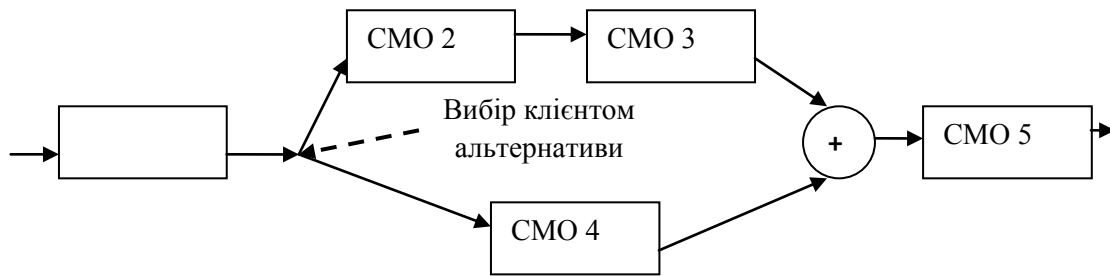 СМО 2
СМО 3
Вибір клієнтом
альтернативи
+
СМО 5
СМО 4